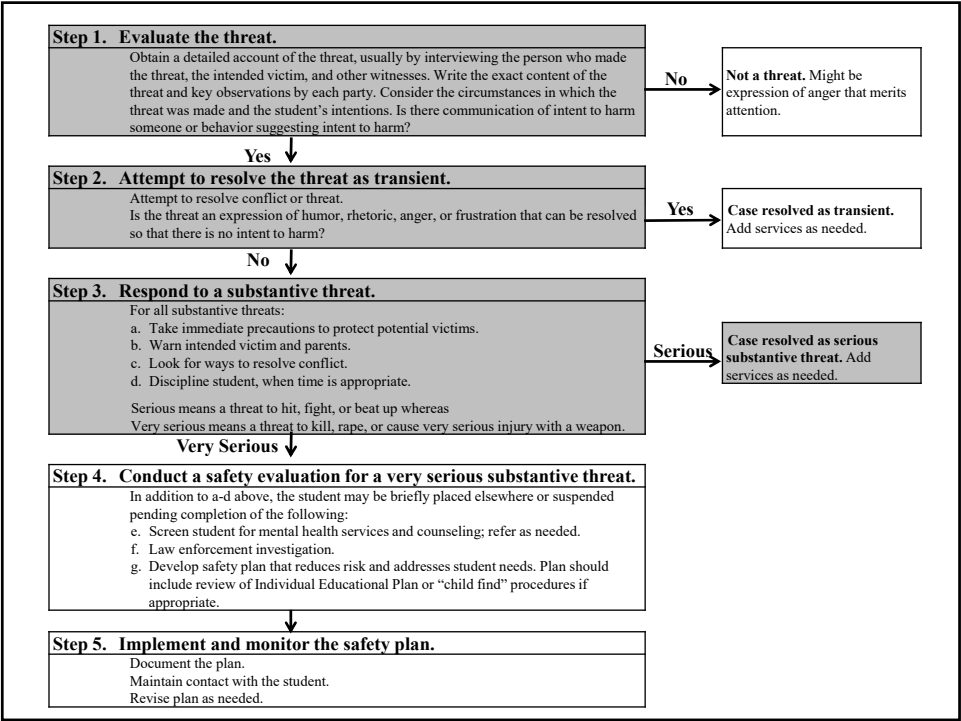 Step 1. Evaluate the threat.
Obtain a detailed account of the threat, usually by interviewing the person who made
the threat, the intended victim, and other witnesses. Write the exact content of the
threat and key observations by each party. Consider the circumstances in which the
threat was made and the student's intentions. Is there communication of intent to harm
someone or behavior suggesting intent to harm?
No
Not a threat. Might be
expression of anger that merits
attention.
Yes
Step 2. Attempt to resolve the threat as transient.
Attempt to resolve conflict or threat.
Is the threat an expression of humor, rhetoric, anger, or frustration that can be resolved
so that there is no intent to harm?
Yes
Case resolved as transient.
Add services as needed.
No
Step 3. Respond to a substantive threat.
For all substantive threats:
a. Take immediate precautions to protect potential victims.
b. Warn intended victim and parents.
c. Look for ways to resolve conflict.
d. Discipline student, when time is appropriate.
Serious means a threat to hit, fight, or beat up whereas
Very serious means a threat to kill, rape, or cause very serious injury with a weapon.
Serious
Case resolved as serious
substantive threat. Add
services as needed.
Very Serious
Step 4. Conduct a safety evaluation for a very serious substantive threat.
In addition to a-d above, the student may be briefly placed elsewhere or suspended
pending completion of the following:
e. Screen student for mental health services and counseling; refer as needed.
f. Law enforcement investigation.
g. Develop safety plan that reduces risk and addresses student needs. Plan should
include review of Individual Educational Plan or “child find” procedures if
appropriate.
Step 5. Implement and monitor the safety plan.
Document the plan.
Maintain contact with the student.
Revise plan as needed.